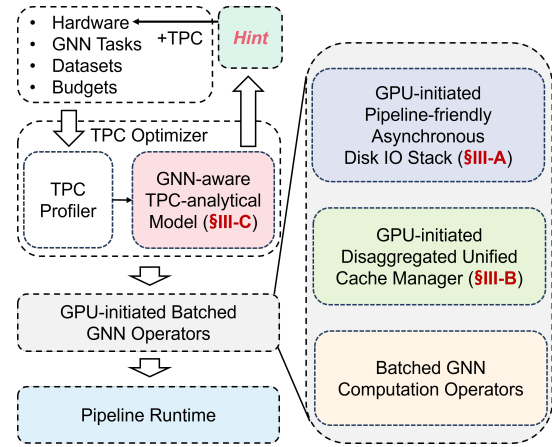 • Hardware
• GNN Tasks
• Datasets
• Budgets
+TPC
Hint
TPC Optimizer
TPC
Profiler
GNN-aware
TPC-analytical
Model (§III-C)
GPU-initiated Batched
GNN Operators
Pipeline Runtime
GPU-initiated
Pipeline-friendly
Asynchronous
Disk IO Stack (§III-A)
GPU-initiated
Disaggregated Unified
Cache Manager (§III-B)
Batched GNN
Computation Operators